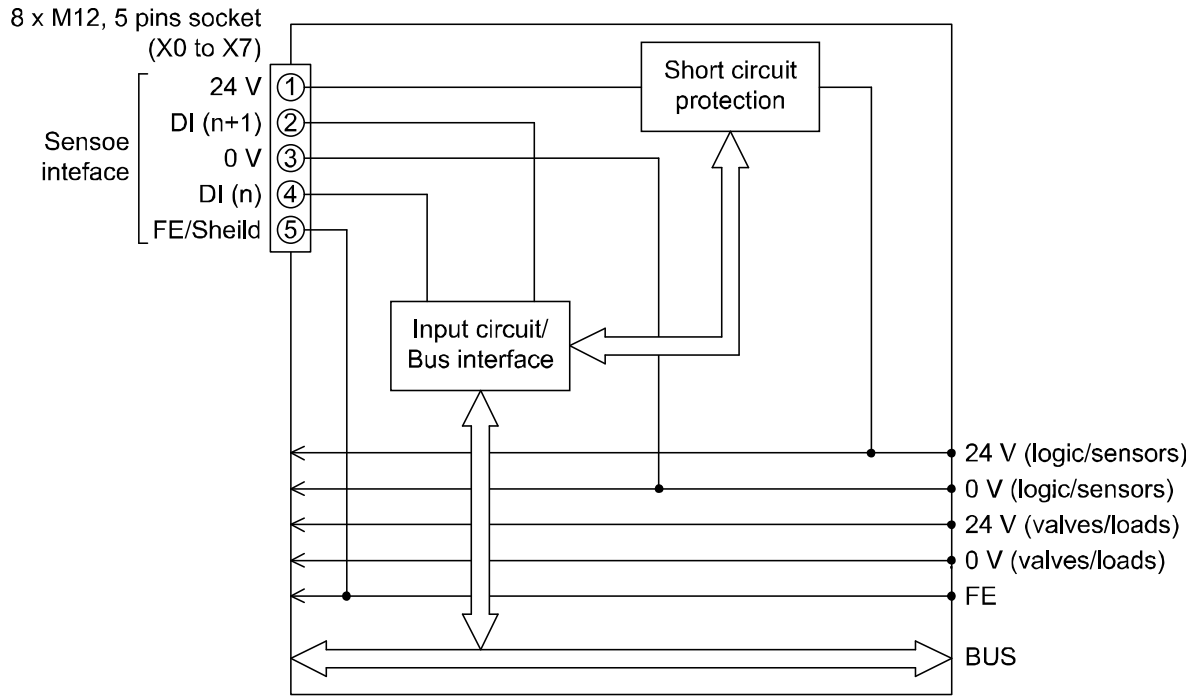 8 x M12, 5 pins socket
(X0 to X7)
24 V
DI (n+1)
0 V
DI (n)
FE/Sheild
Sensoe
inteface
1
2
3
4
5
Short circuit
protection
Input circuit/
Bus interface
24 V (logic/sensors)
0 V (logic/sensors)
24 V (valves/loads)
0 V (valves/loads)
FE
BUS